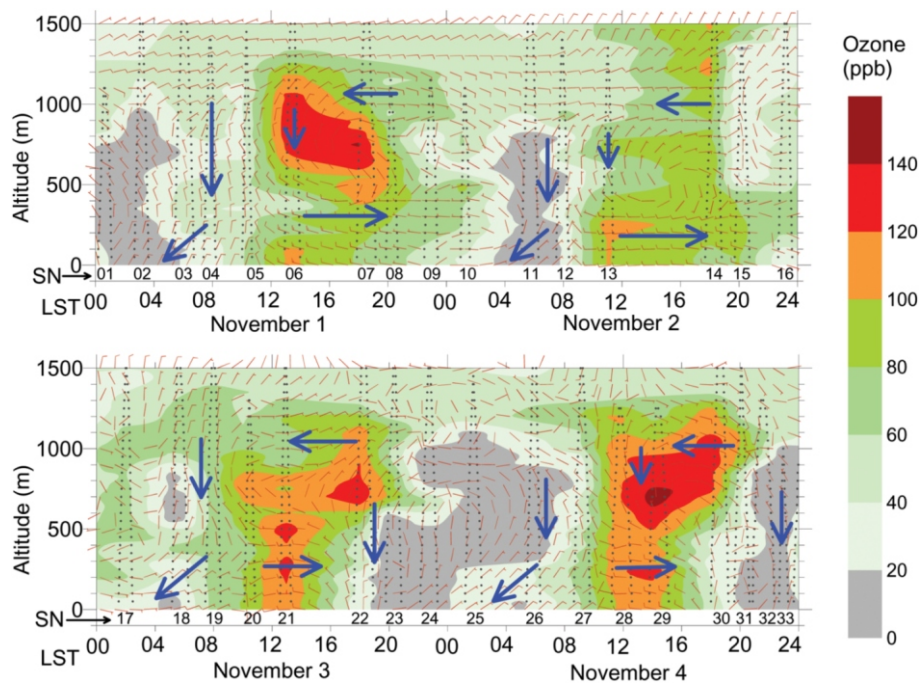 Ozone
(ppb)
140
120
100
80
60
40
20
0
1500
1000
500
0
Altitude (m)
SN 01 02 03 04 05 06 07 08 09 10 11 12 13 14 15 16
LST 00 04 08 12 16 20 00 04 08 12 16 20 24
November 1 November 2
1500
1000
500
0
Altitude (m)
SN 17 18 19 20 21 22 23 24 25 26 27 28 29 30 31 32 33
LST 00 04 08 12 16 20 00 04 08 12 16 20 24
November 3 November 4